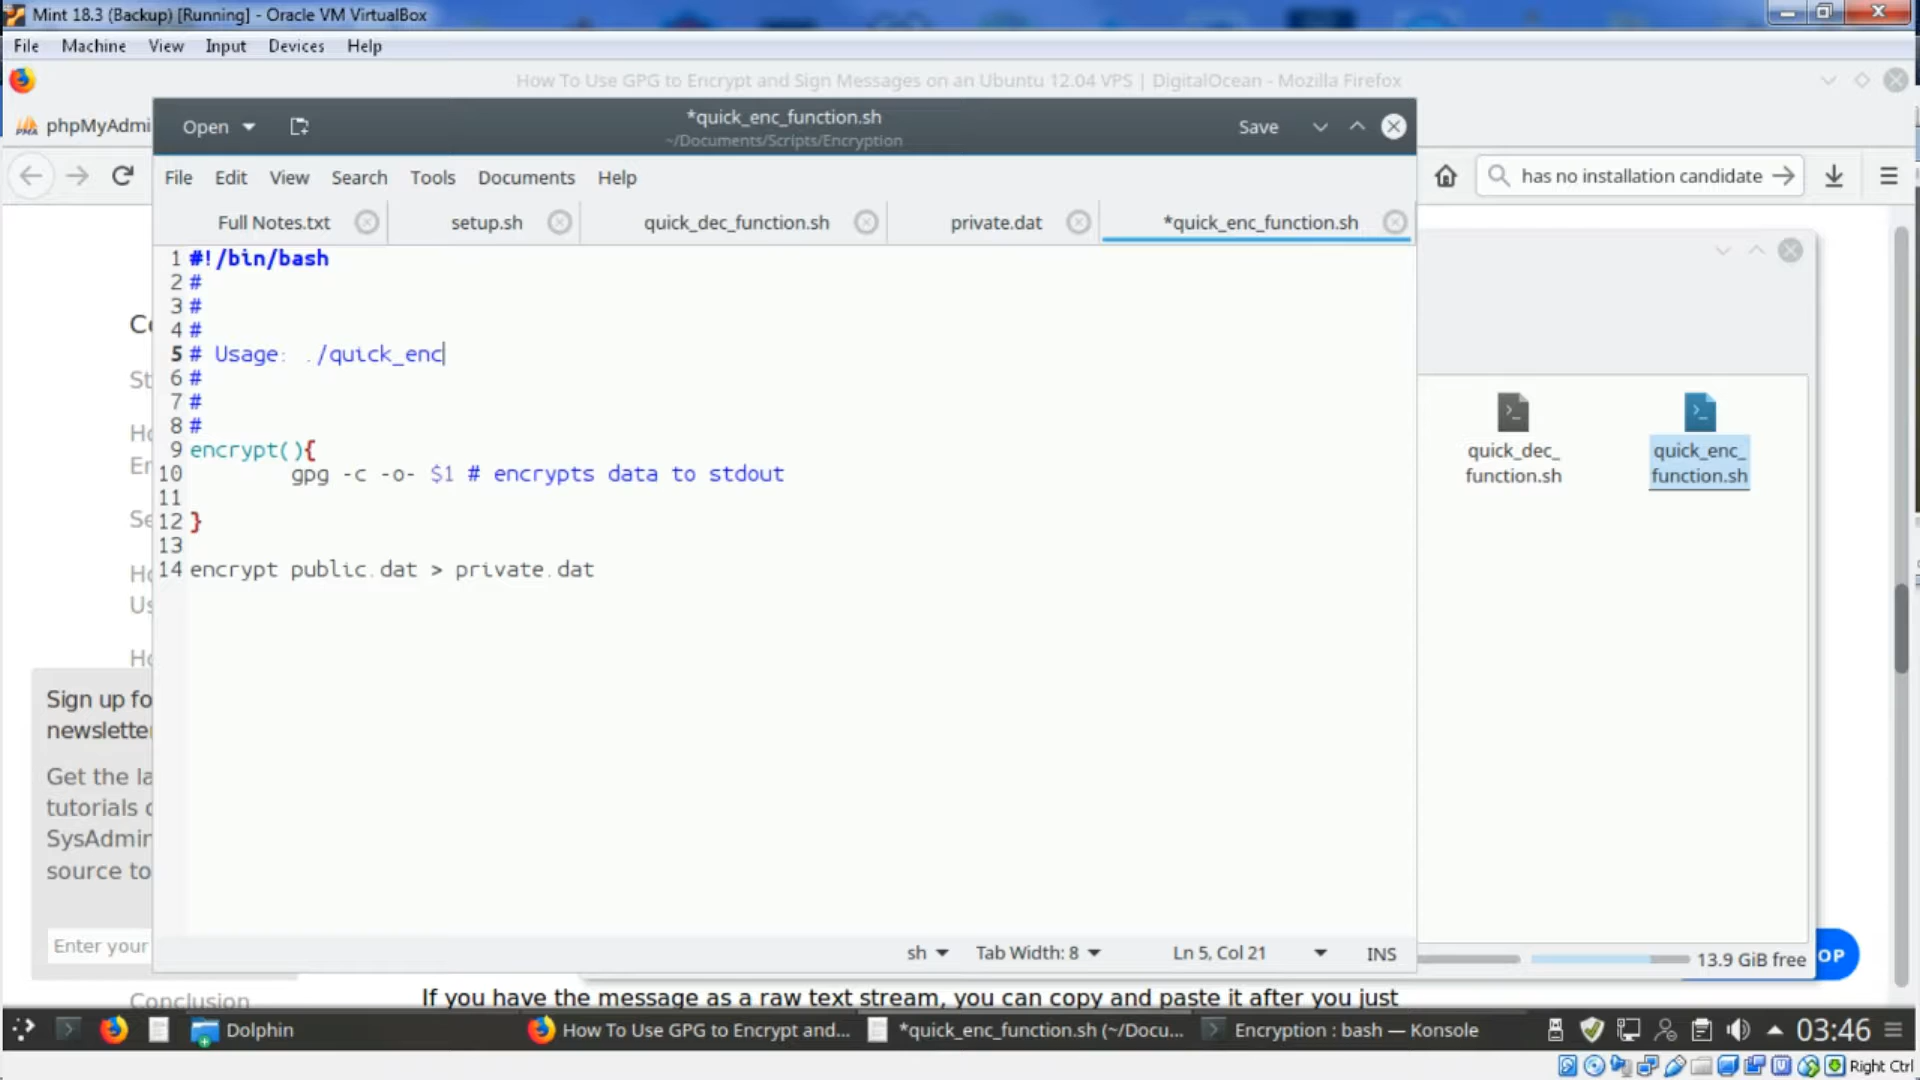 Mint 18.3 (Backup) [Running] - Oracle VM VirtualBox
File Machine View Input Devices Help
How To Use GPG to Encrypt and Sign Messages on an Ubuntu 12.04 VPS | DigitalOcean - Mozilla Firefox
phpMyAdmi
Open
*quick_enc_function.sh
~/Documents/Scripts/Encryption
Save
has no installation candidate
File Edit View Search Tools Documents Help
Full Notes.txt setup.sh quick_dec_function.sh private.dat *quick_enc_function.sh
1 #!/bin/bash
2 #
3 #
4 #
5 # Usage: ./quick_enc
6 #
7 #
8 #
9 encrypt(){
10 gpg -c -o- $1 # encrypts data to stdout
11
12 }
13
14 encrypt public.dat > private.dat
quick_dec_
function.sh
quick_enc_
function.sh
St
En
Se
Us
Sign up fo
newsletter
Get the la
tutorials
SysAdmin
source to
Enter your
sh Tab Width: 8 Ln 5, Col 21 INS
13.9 GiB free
OP
Conclusion
If you have the message as a raw text stream, you can copy and paste it after you just
Dolphin
How To Use GPG to Encrypt and...
*quick_enc_function.sh (~/Docu...
Encryption : bash — Konsole
03:46
Right Ctrl